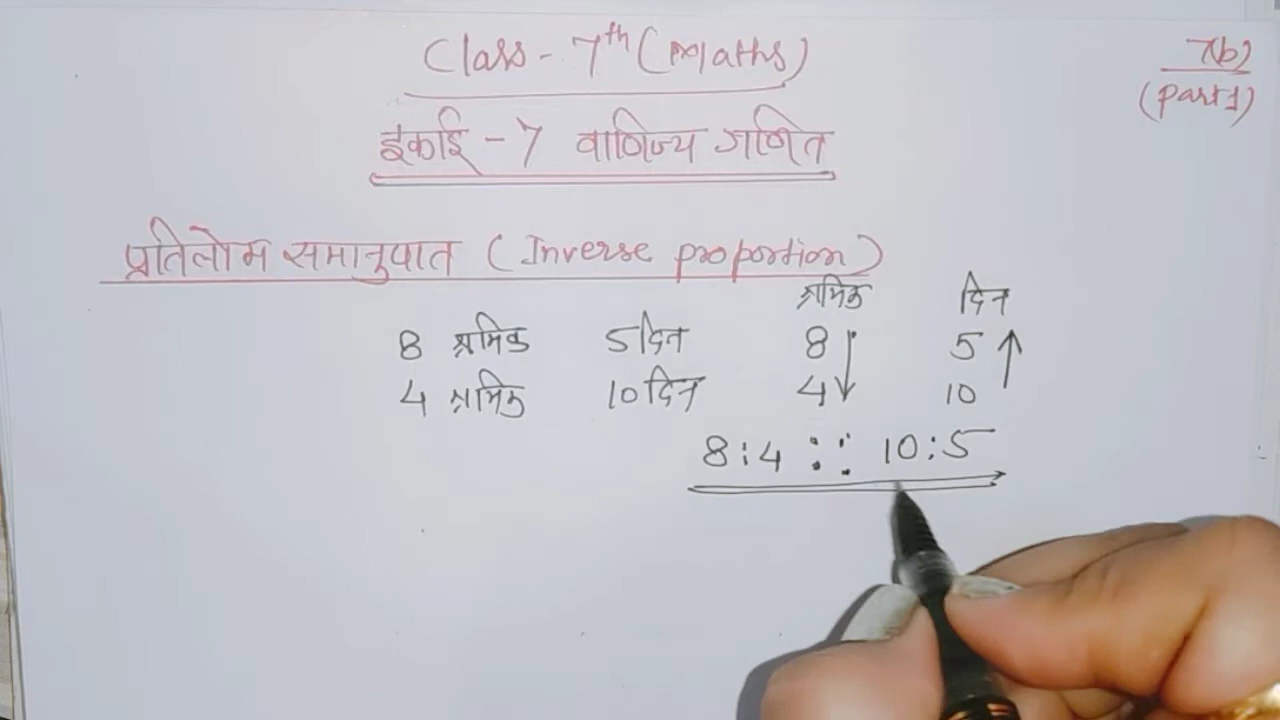 Class - 7th (Maths)
7(b)
(part 1)
इकाई - 7 वाणिज्य गणित
प्रतिलोम समानुपात (Inverse proportion)
श्रमिक दिन
8 श्रमिक 5 दिन 8 ↓ 5 ↑
4 श्रमिक 10 दिन 4 10
8:4 :: 10:5